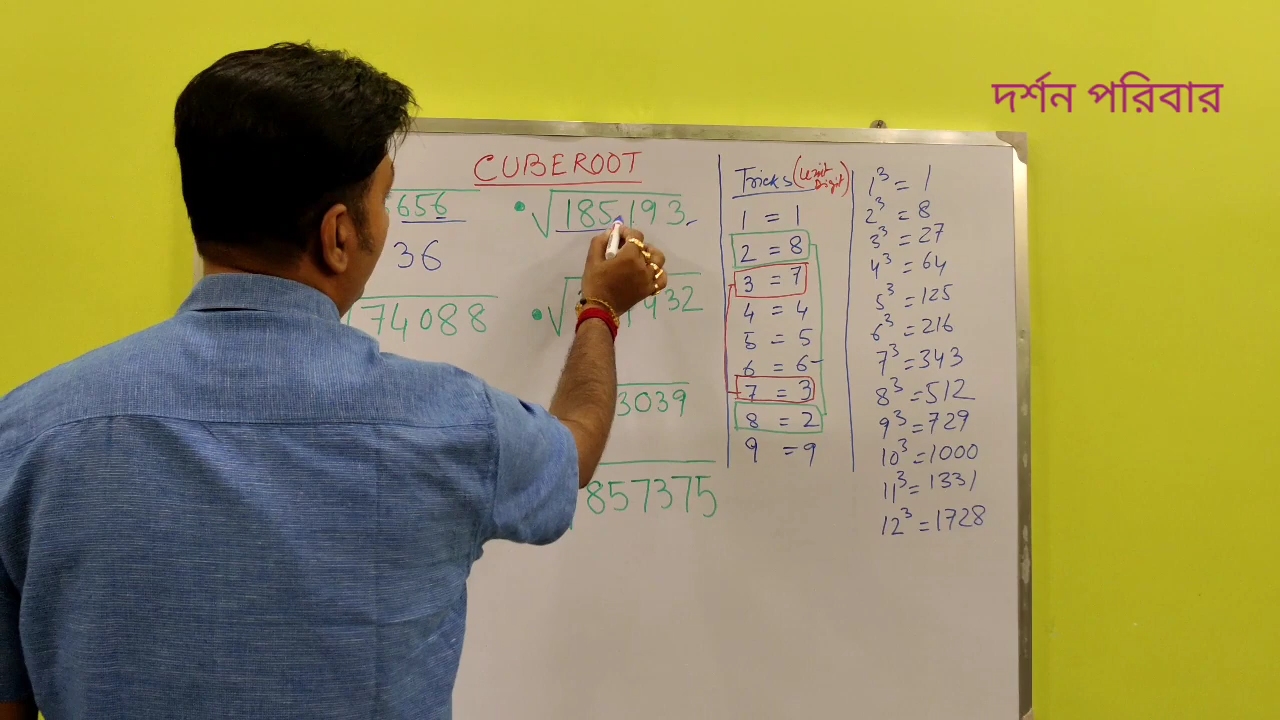 দর্শন পরিবার
CUBEROOT
656
36
74088
• √185193
432
3039
857375
Tricks (Unit Digit)
1 = 1
2 = 8
3 = 7
4 = 4
5 = 5
6 = 6
7 = 3
8 = 2
9 = 9
1³ = 1
2³ = 8
3³ = 27
4³ = 64
5³ = 125
6³ = 216
7³ = 343
8³ = 512
9³ = 729
10³ = 1000
11³ = 1331
12³ = 1728